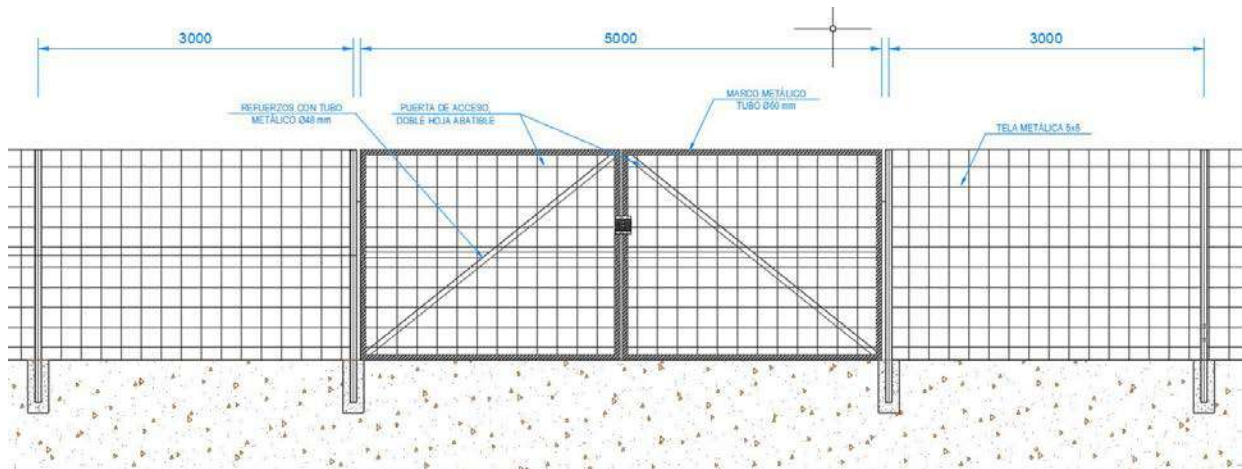 3000
5000
3000
REFUERZOS CON TUBO
METÁLICO Ø48 mm
PUERTA DE ACCESO,
DOBLE HOJA ABATIBLE
MARCO METÁLICO
TUBO Ø60 mm
TELA METÁLICA 5x5